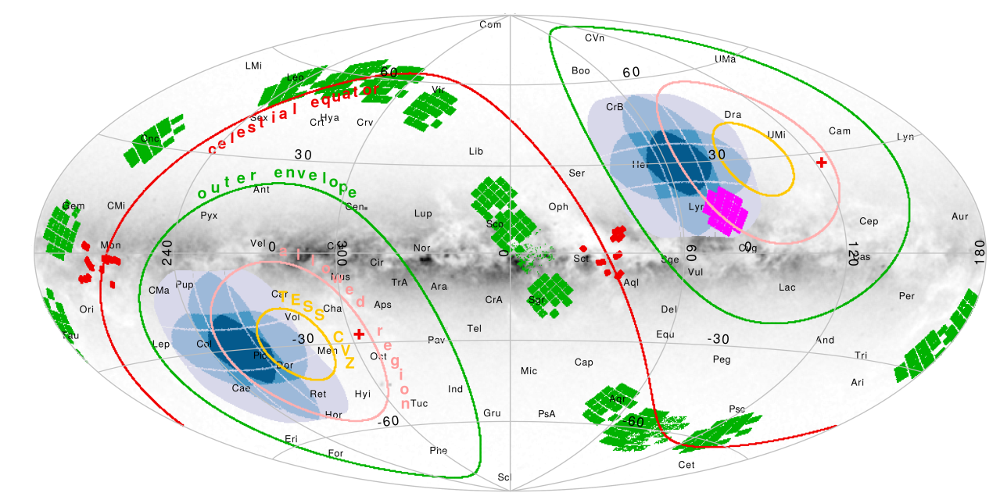 Com
CVn
LMi
UMa
Leo
60
Boo
60
Vir
celestial equator
CrB
Sex
Crt
Hya
Crv
Dra
Cnc
UMi
Cam
Lyn
30
Lib
30
Her
Ser
outer envelope
Ant
Gem
CMi
Cen
Oph
Lyr
Pyx
Lup
Cep
Aur
Sco
Mon
Vel
0
300
Nor
0
Sct
Sge
60
0
Cyg
120
Cas
180
240
allowed region
Mus
Cir
Vul
TrA
Ara
Aql
CMa
Pup
Car
TESS CVZ
CrA
Sgr
Lac
Per
Ori
Cha
Aps
Del
Vol
Tau
Lep
Col
-30
Tel
Pav
Equ
-30
And
Men
Oct
Pic
Dor
Cap
Peg
Tri
Mic
Ari
Cae
Ret
Hyi
Ind
Aqr
Tuc
Hor
Gru
PsA
Psc
-60
-60
Eri
For
Phe
Cet
Scl